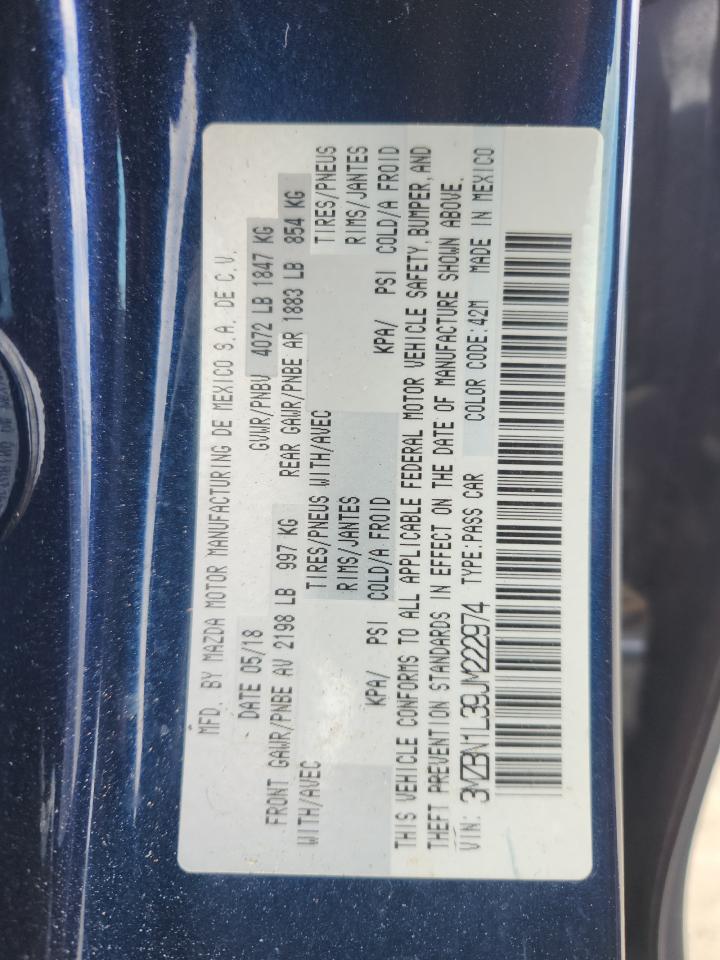 MFD. BY MAZDA MOTOR MANUFACTURING DE MEXICO S.A. DE C.V.
DATE 05/18 GVWR/PNBV 4072 LB 1847 KG
FRONT GAWR/PNBE AV 2198 LB 997 KG REAR GAWR/PNBE AR 1883 LB 854 KG
WITH/AVEC TIRES/PNEUS WITH/AVEC TIRES/PNEUS
RIMS/JANTES RIMS/JANTES
KPA/ PSI COLD/A FROID KPA/ PSI COLD/A FROID
THIS VEHICLE CONFORMS TO ALL APPLICABLE FEDERAL MOTOR VEHICLE SAFETY, BUMPER, AND
THEFT PREVENTION STANDARDS IN EFFECT ON THE DATE OF MANUFACTURE SHOWN ABOVE.
VIN: 3MZBN1L39JM222974 TYPE:PASS CAR COLOR CODE:42M MADE IN MEXICO